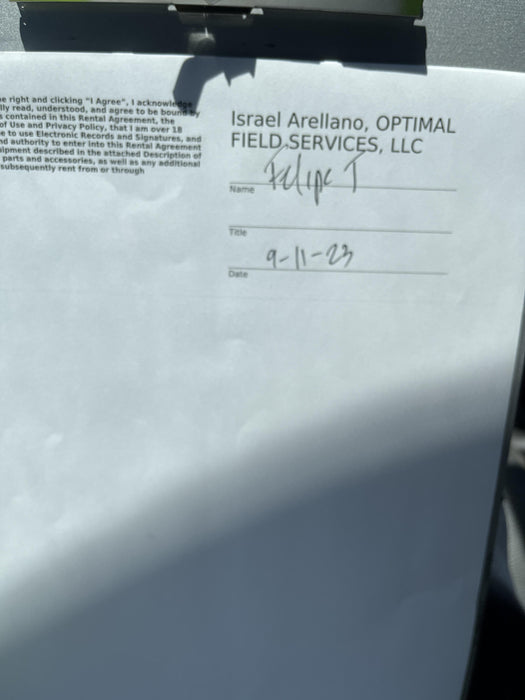 e right and clicking "I Agree", I acknowledge
lly read, understood, and agree to be bound by
s contained in this Rental Agreement, the
of Use and Privacy Policy, that I am over 18
e to use Electronic Records and Signatures, and
nd authority to enter into this Rental Agreement
ipment described in the attached Description of
parts and accessories, as well as any additional
subsequently rent from or through
Israel Arellano, OPTIMAL
FIELD SERVICES, LLC
Felipe T
Name
Title
9-11-23
Date